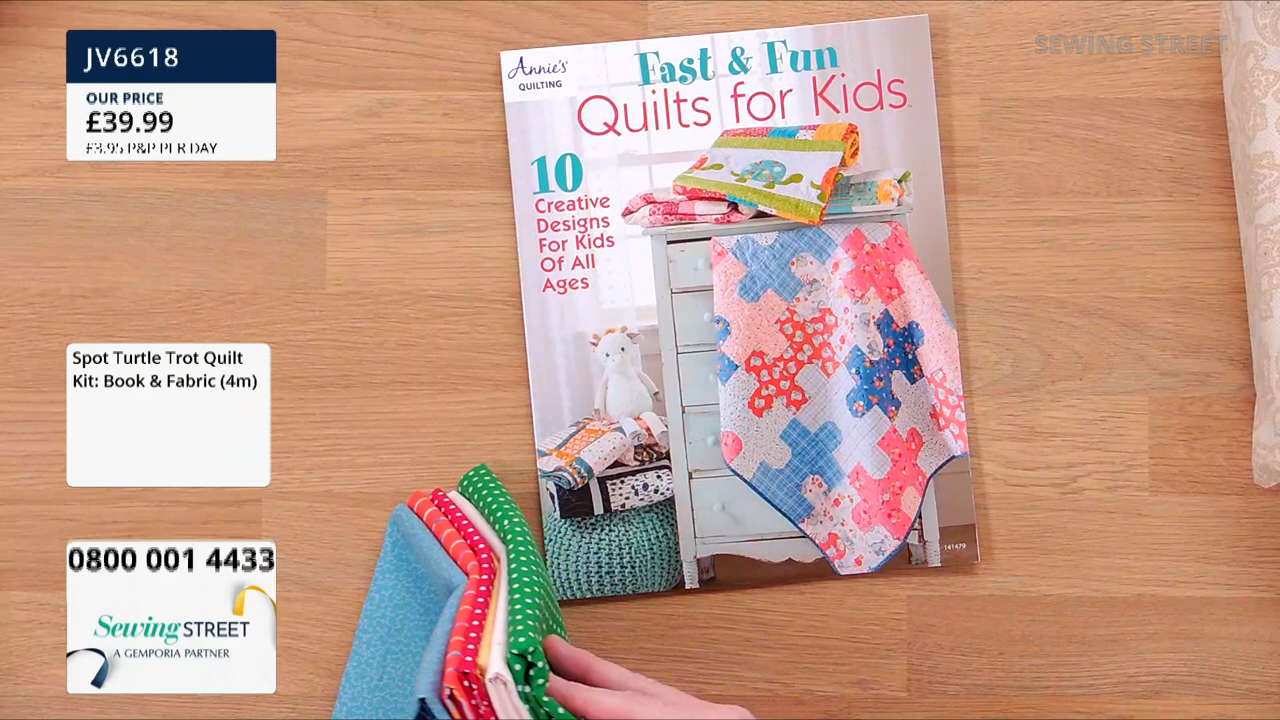 JV6618
OUR PRICE
£39.99
£3.95 P&P PER DAY
Spot Turtle Trot Quilt
Kit: Book & Fabric (4m)
0800 001 4433
Sewing STREET
A GEMPORIA PARTNER
SEWING STREET
Annie's®
QUILTING
Fast & Fun
Quilts for Kids™
10
Creative
Designs
For Kids
Of All
Ages
141479